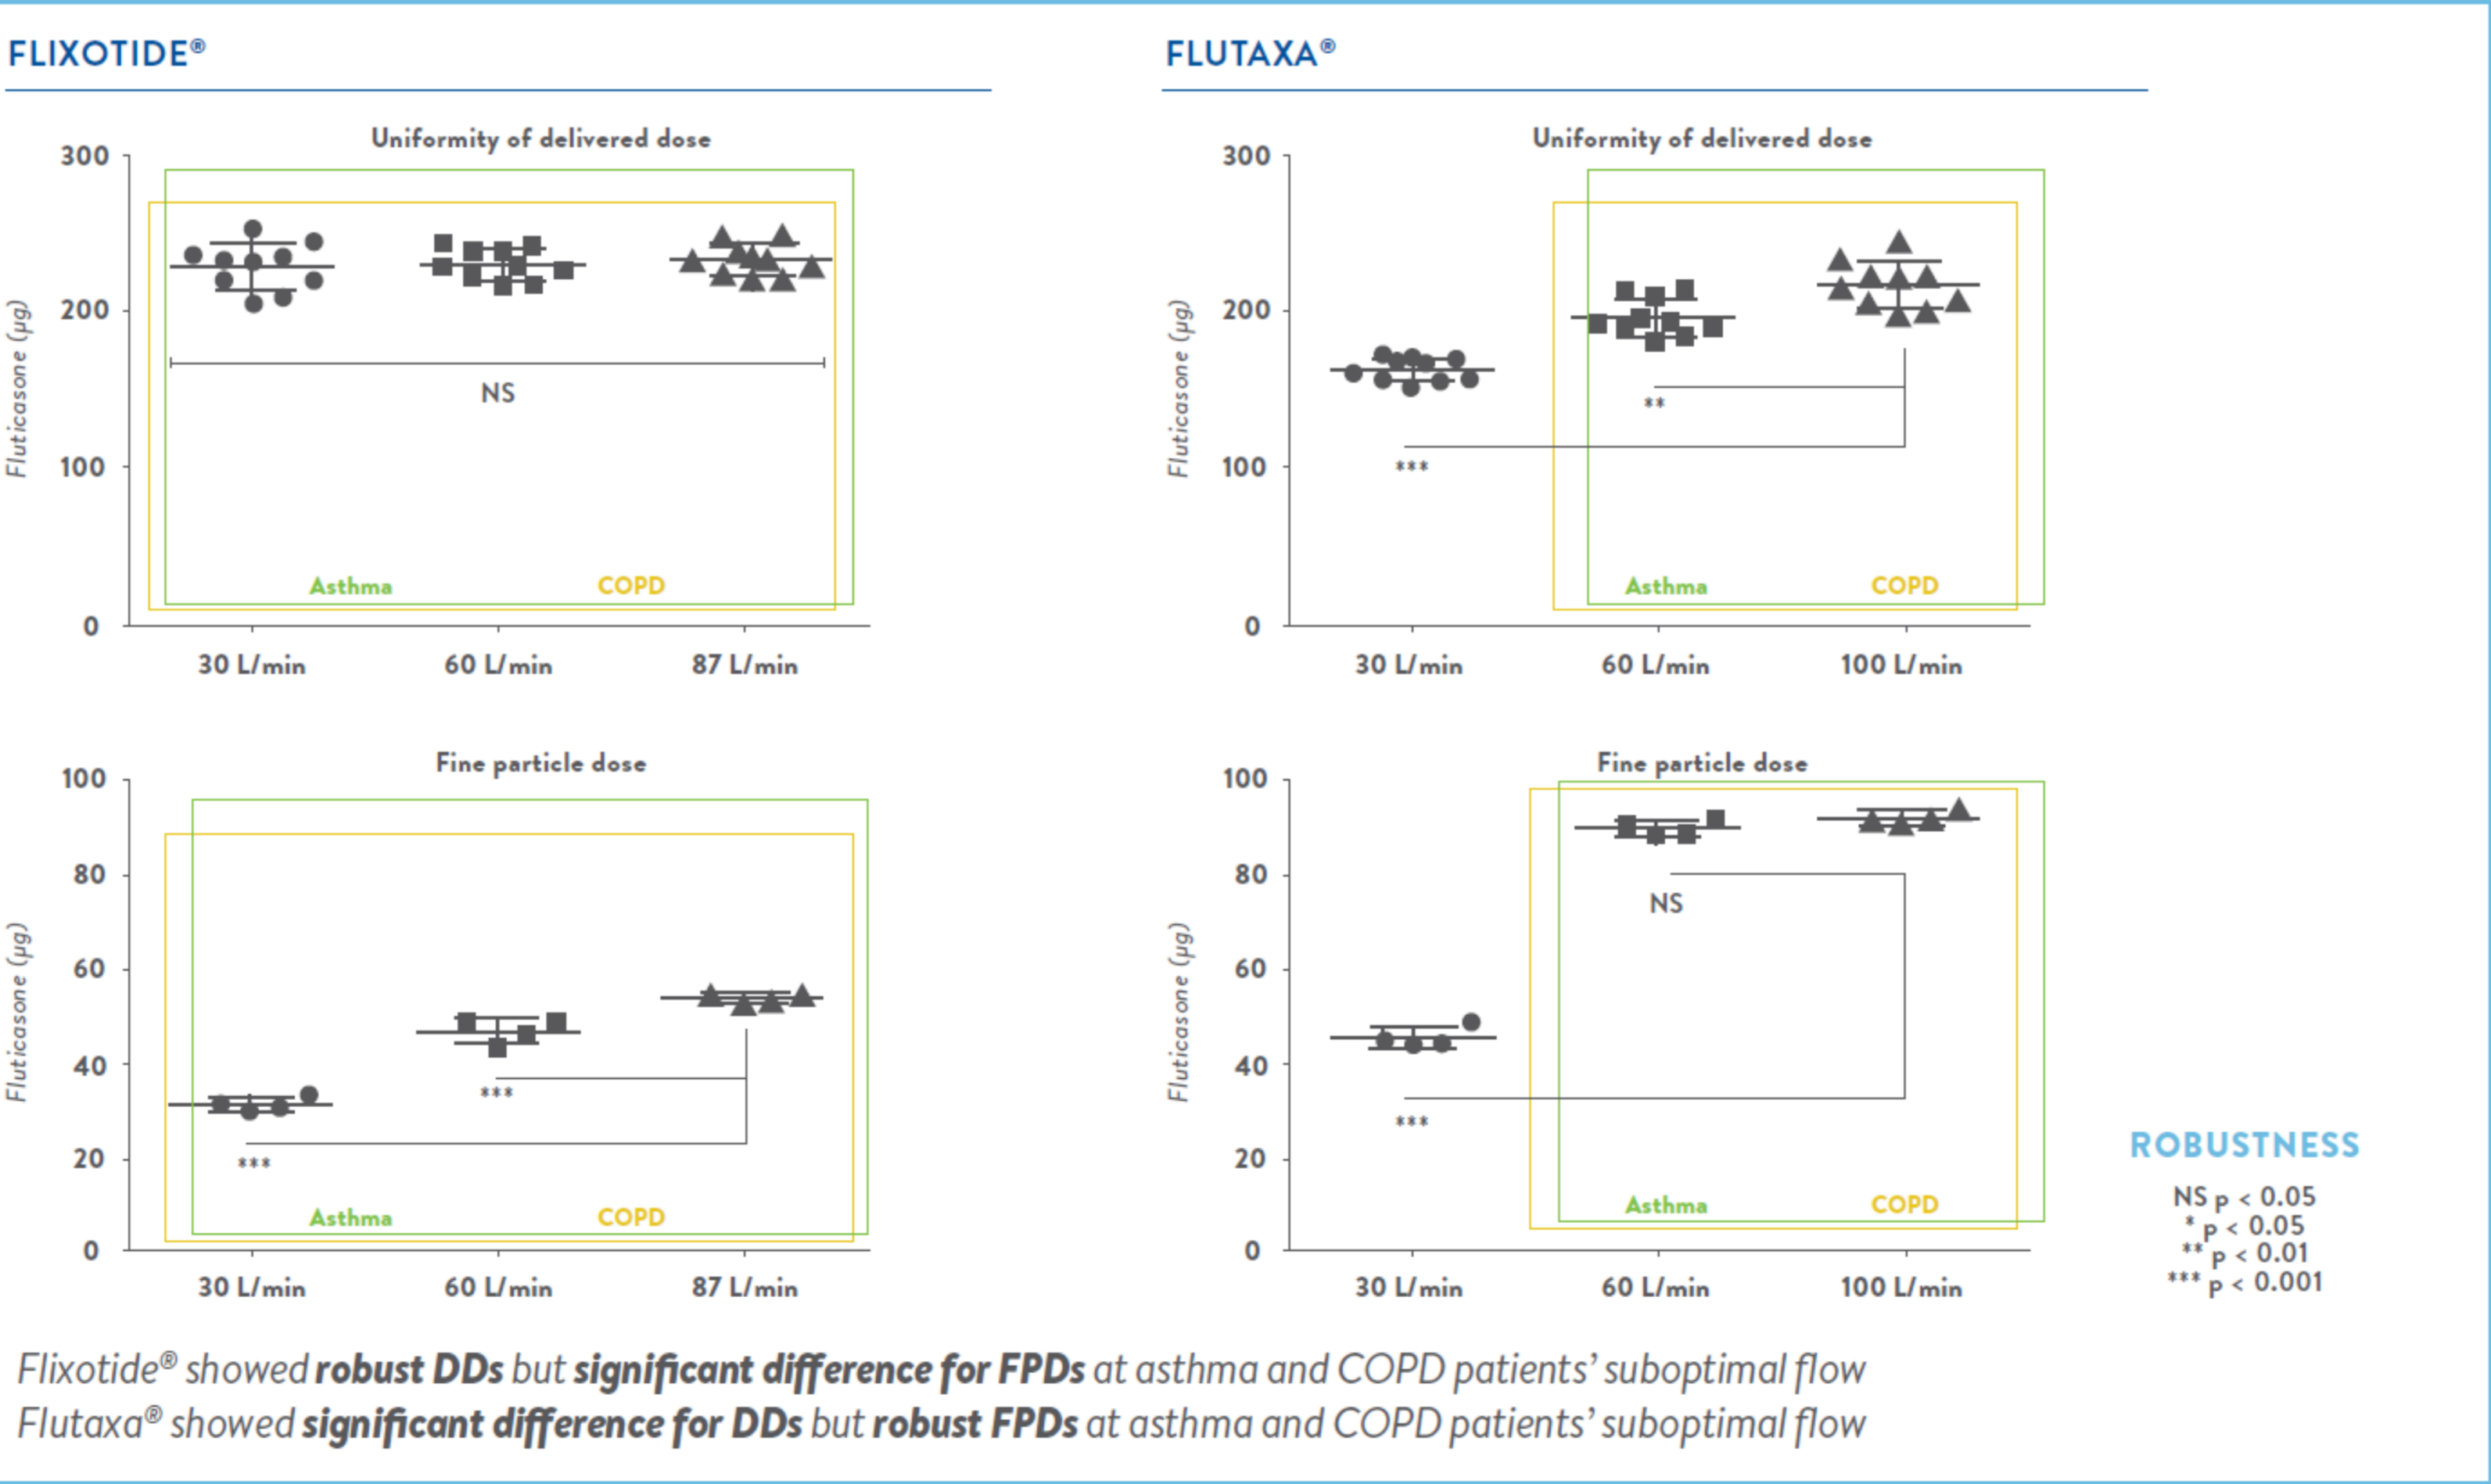 FLIXOTIDE®
Uniformity of delivered dose
Fluticasone (µg)
300
200
100
0
NS
Asthma
COPD
30 L/min
60 L/min
87 L/min
Fine particle dose
Fluticasone (µg)
100
80
60
40
20
0
***
***
Asthma
COPD
30 L/min
60 L/min
87 L/min
FLUTAXA®
Uniformity of delivered dose
Fluticasone (µg)
300
200
100
0
**
***
Asthma
COPD
30 L/min
60 L/min
100 L/min
Fine particle dose
Fluticasone (µg)
100
80
60
40
20
0
NS
***
Asthma
COPD
30 L/min
60 L/min
100 L/min
ROBUSTNESS
NS p < 0.05
* p < 0.05
** p < 0.01
*** p < 0.001
Flixotide® showed robust DDs but significant difference for FPDs at asthma and COPD patients' suboptimal flow
Flutaxa® showed significant difference for DDs but robust FPDs at asthma and COPD patients' suboptimal flow